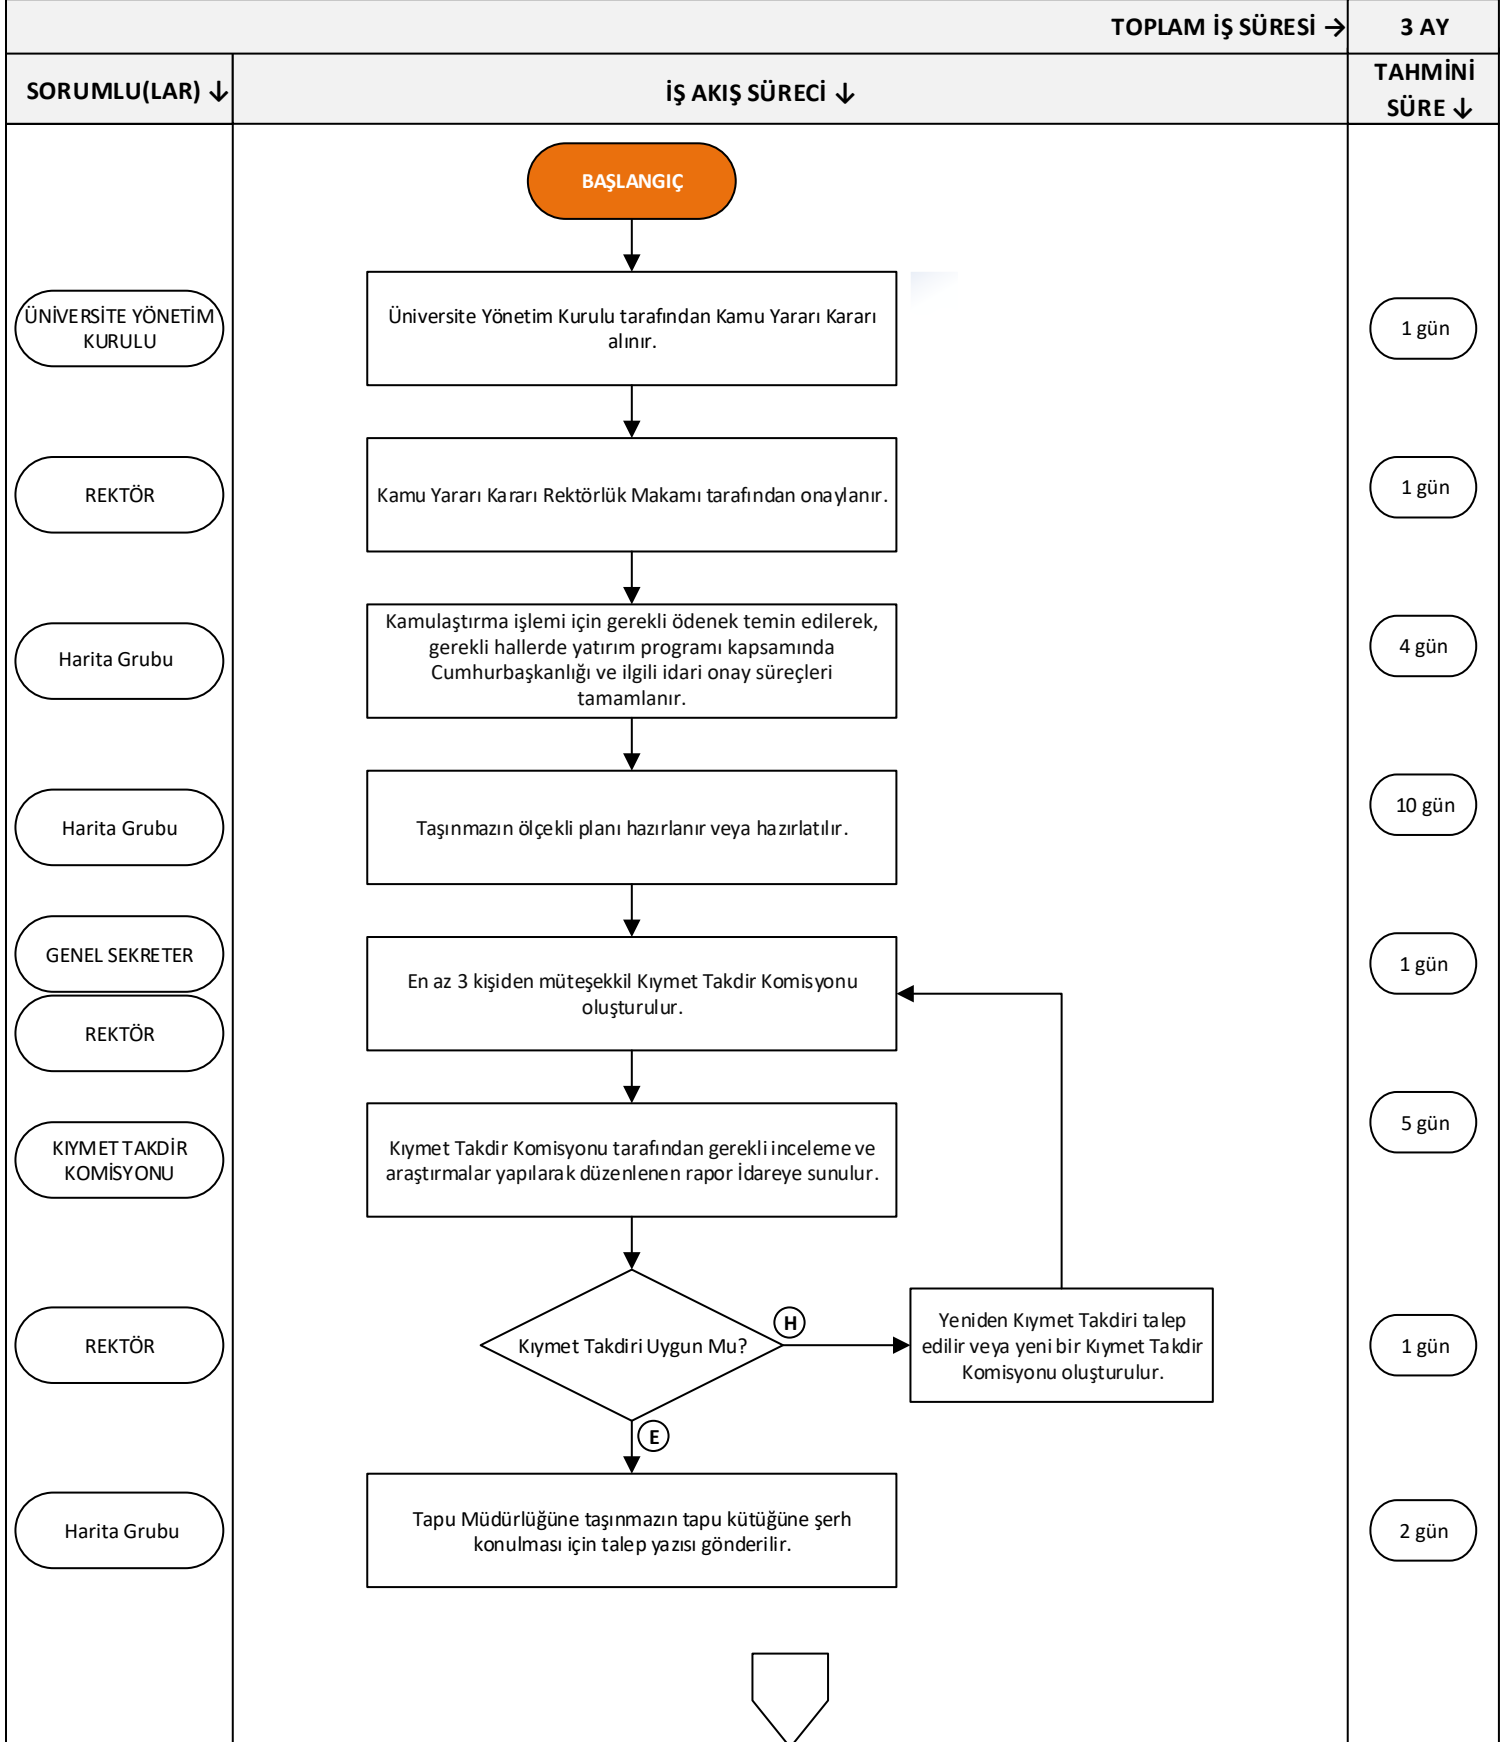 TOPLAM İŞ SÜRESİ →
3 AY
SORUMLU(LAR) ↓
İŞ AKIŞ SÜRECİ ↓
TAHMİNİ
SÜRE ↓
BAŞLANGIÇ
ÜNİVERSİTE YÖNETİM
KURULU
Üniversite Yönetim Kurulu tarafından Kamu Yararı Kararı
alınır.
1 gün
REKTÖR
Kamu Yararı Kararı Rektörlük Makamı tarafından onaylanır.
1 gün
Harita Grubu
Kamulaştırma işlemi için gerekli ödenek temin edilerek,
gerekli hallerde yatırım programı kapsamında
Cumhurbaşkanlığı ve ilgili idari onay süreçleri
tamamlanır.
4 gün
Harita Grubu
Taşınmazın ölçekli planı hazırlanır veya hazırlatılır.
10 gün
GENEL SEKRETER
REKTÖR
En az 3 kişiden müteşekkil Kıymet Takdir Komisyonu
oluşturulur.
1 gün
KIYMET TAKDİR
KOMİSYONU
Kıymet Takdir Komisyonu tarafından gerekli inceleme ve
araştırmalar yapılarak düzenlenen rapor İdareye sunulur.
5 gün
REKTÖR
Kıymet Takdiri Uygun Mu?
H
Yeniden Kıymet Takdiri talep
edilir veya yeni bir Kıymet Takdir
Komisyonu oluşturulur.
1 gün
E
Harita Grubu
Tapu Müdürlüğüne taşınmazın tapu kütüğüne şerh
konulması için talep yazısı gönderilir.
2 gün